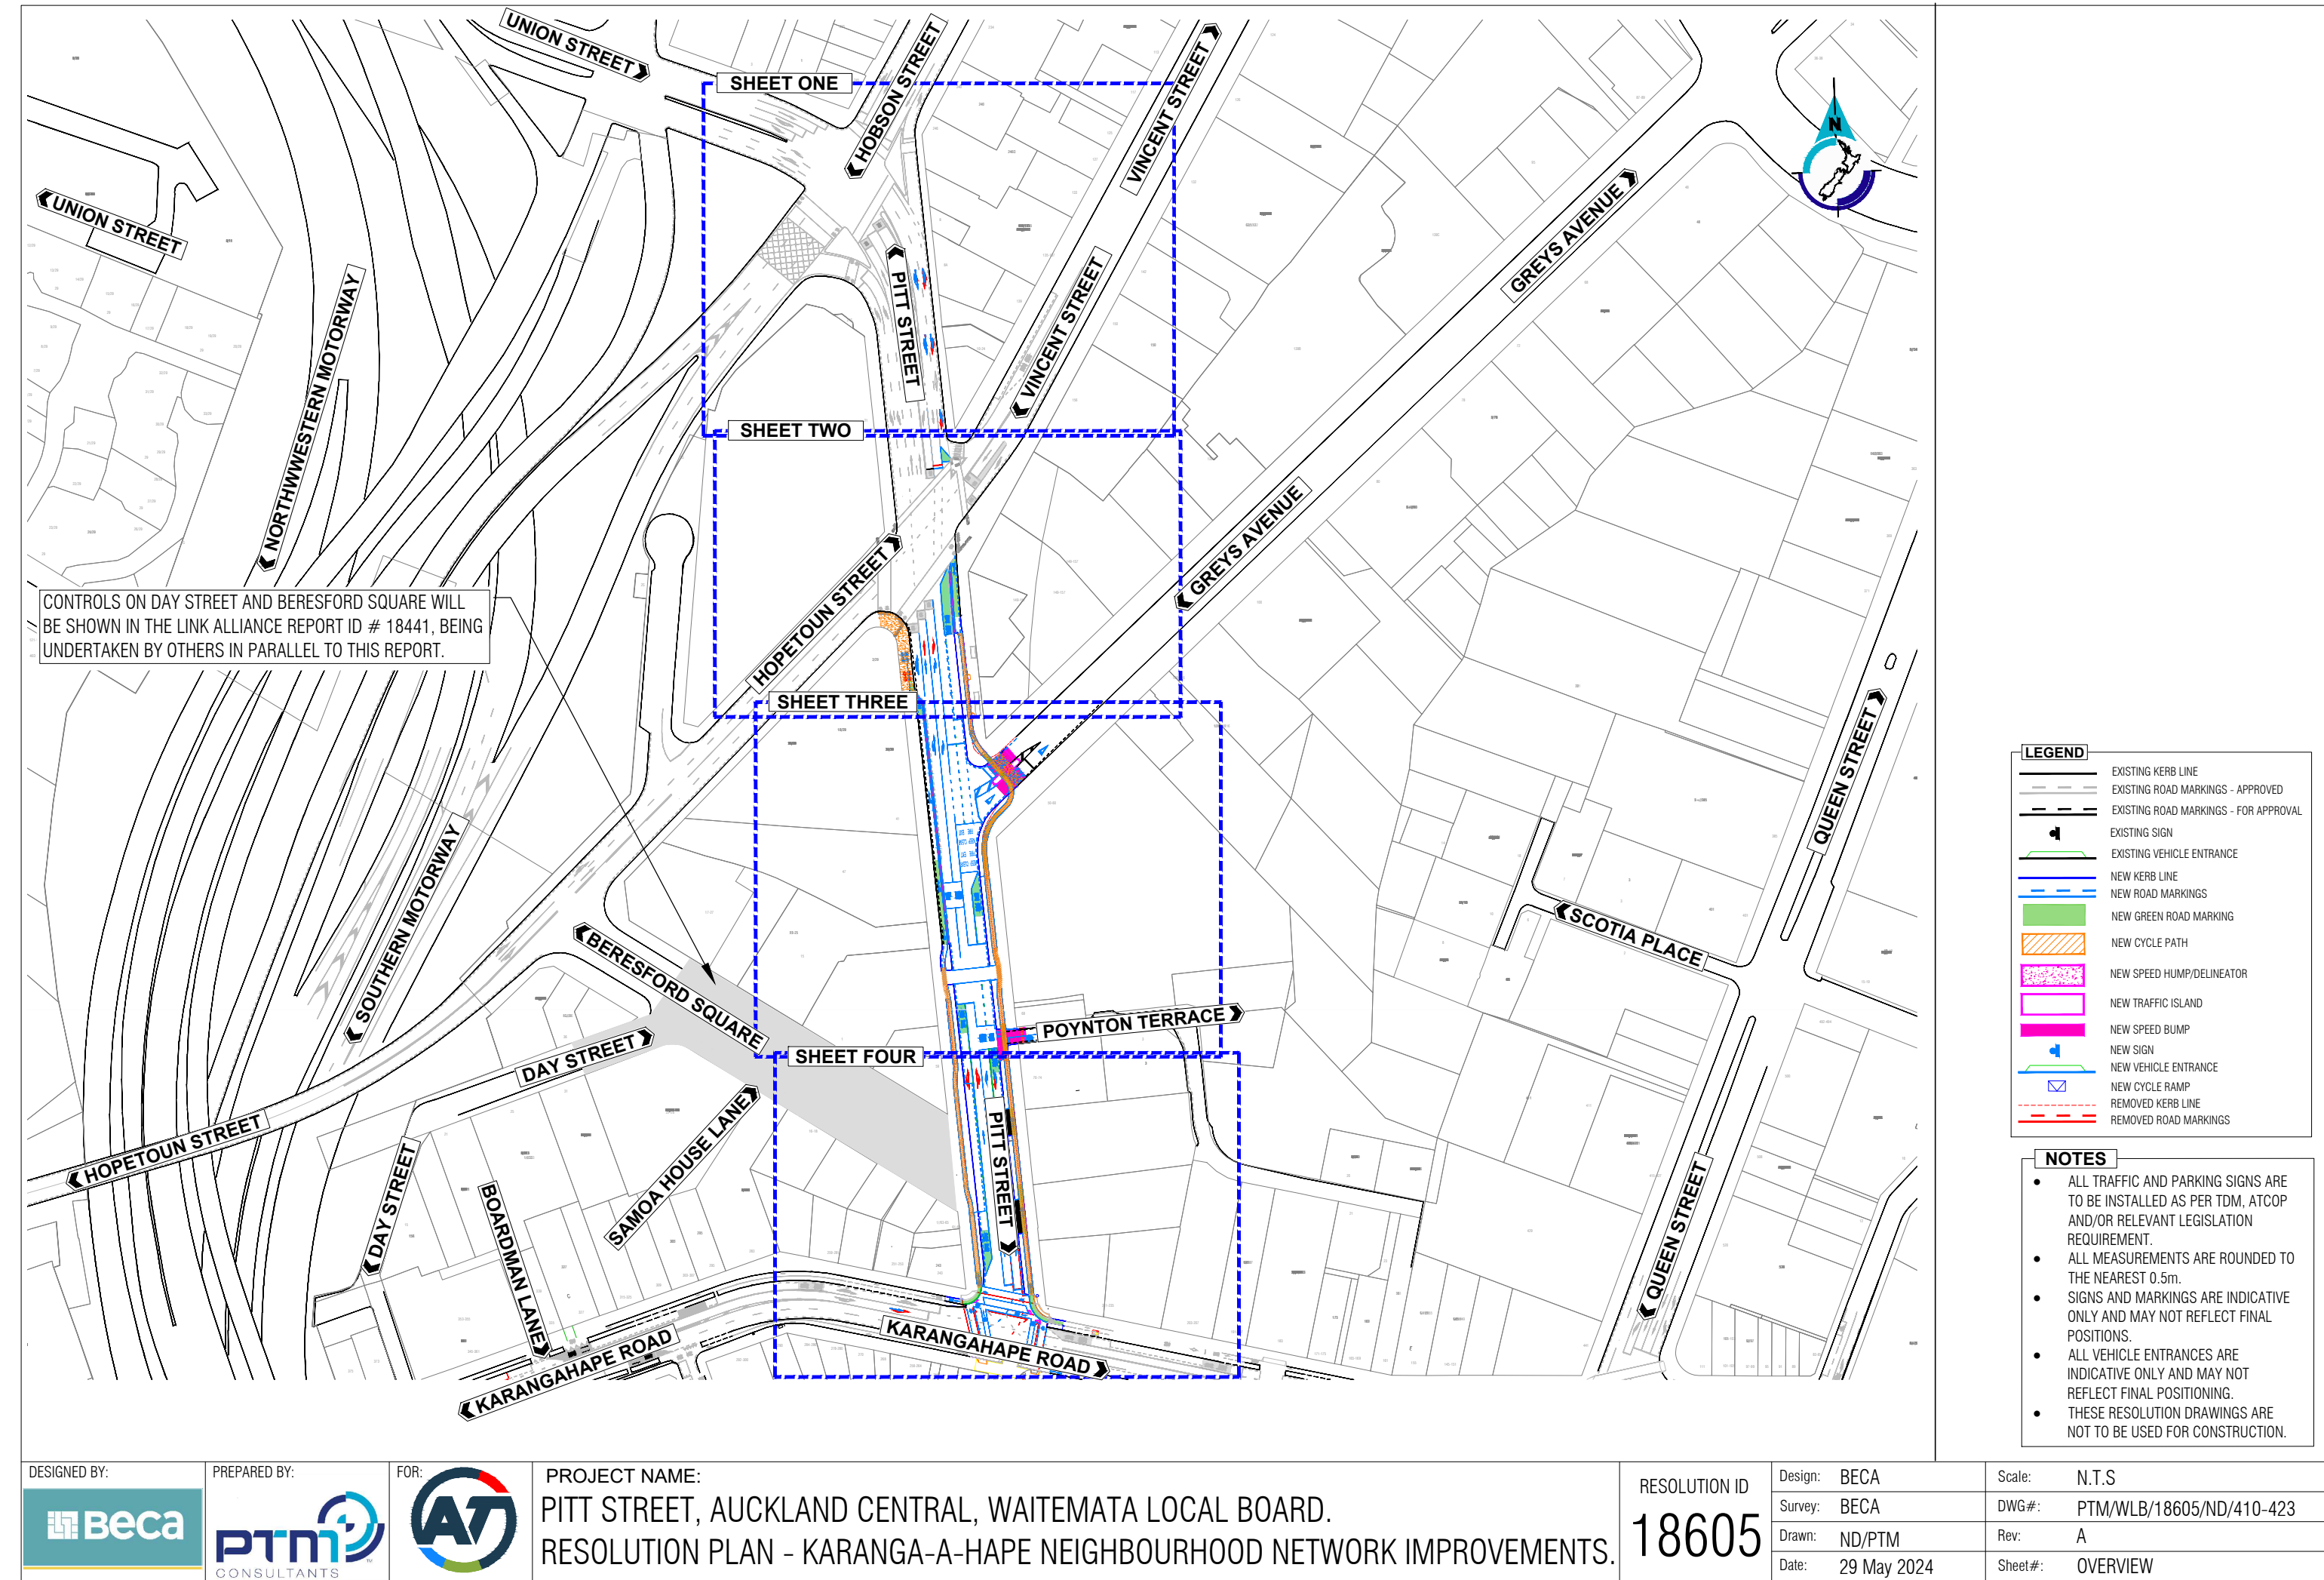 UNION STREET
SHEET ONE
HOBSON STREET
VINCENT STREET
N
UNION STREET
GREYS AVENUE
NORTHWWESTERN MOTORWAY
PITT STREET
VINCENT STREET
SHEET TWO
GREYS AVENUE
HOPETOUN STREET
CONTROLS ON DAY STREET AND BERESFORD SQUARE WILL
BE SHOWN IN THE LINK ALLIANCE REPORT ID # 18441, BEING
UNDERTAKEN BY OTHERS IN PARALLEL TO THIS REPORT.
SHEET THREE
QUEEN STREET
SOUTHERN MOTORWAY
SCOTIA PLACE
BERESFORD SQUARE
POYNTON TERRACE
DAY STREET
SHEET FOUR
HOPETOUN STREET
DAY STREET
BOARDMAN LANE
SAMOA HOUSE LANE
PITT STREET
QUEEN STREET
KARANGAHAPE ROAD
KARANGAHAPE ROAD
LEGEND
EXISTING KERB LINE
EXISTING ROAD MARKINGS - APPROVED
EXISTING ROAD MARKINGS - FOR APPROVAL
EXISTING SIGN
EXISTING VEHICLE ENTRANCE
NEW KERB LINE
NEW ROAD MARKINGS
NEW GREEN ROAD MARKING
NEW CYCLE PATH
NEW SPEED HUMP/DELINEATOR
NEW TRAFFIC ISLAND
NEW SPEED BUMP
NEW SIGN
NEW VEHICLE ENTRANCE
NEW CYCLE RAMP
REMOVED KERB LINE
REMOVED ROAD MARKINGS
NOTES
● ALL TRAFFIC AND PARKING SIGNS ARE
TO BE INSTALLED AS PER TDM, ATCOP
AND/OR RELEVANT LEGISLATION
REQUIREMENT.
● ALL MEASUREMENTS ARE ROUNDED TO
THE NEAREST 0.5m.
● SIGNS AND MARKINGS ARE INDICATIVE
ONLY AND MAY NOT REFLECT FINAL
POSITIONS.
● ALL VEHICLE ENTRANCES ARE
INDICATIVE ONLY AND MAY NOT
REFLECT FINAL POSITIONING.
● THESE RESOLUTION DRAWINGS ARE
NOT TO BE USED FOR CONSTRUCTION.
DESIGNED BY:
Beca
PREPARED BY:
PTM
CONSULTANTS
FOR:
AT
PROJECT NAME:
PITT STREET, AUCKLAND CENTRAL, WAITEMATA LOCAL BOARD.
RESOLUTION PLAN - KARANGA-A-HAPE NEIGHBOURHOOD NETWORK IMPROVEMENTS.
RESOLUTION ID
18605
Design: BECA
Survey: BECA
Drawn: ND/PTM
Date: 29 May 2024
Scale: N.T.S
DWG#: PTM/WLB/18605/ND/410-423
Rev: A
Sheet#: OVERVIEW